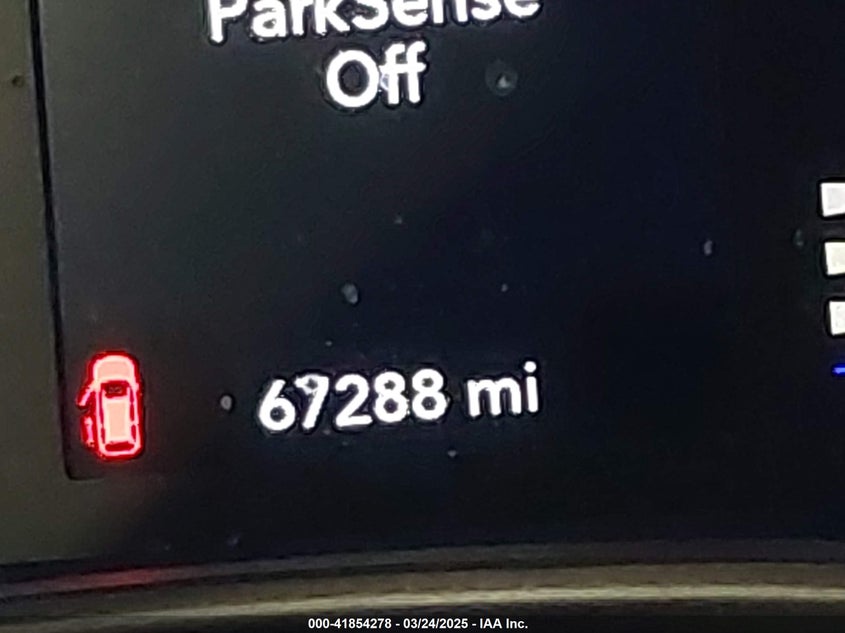 ParkSense
Off
67288 mi
000-41854278 - 03/24/2025 - IAA Inc.